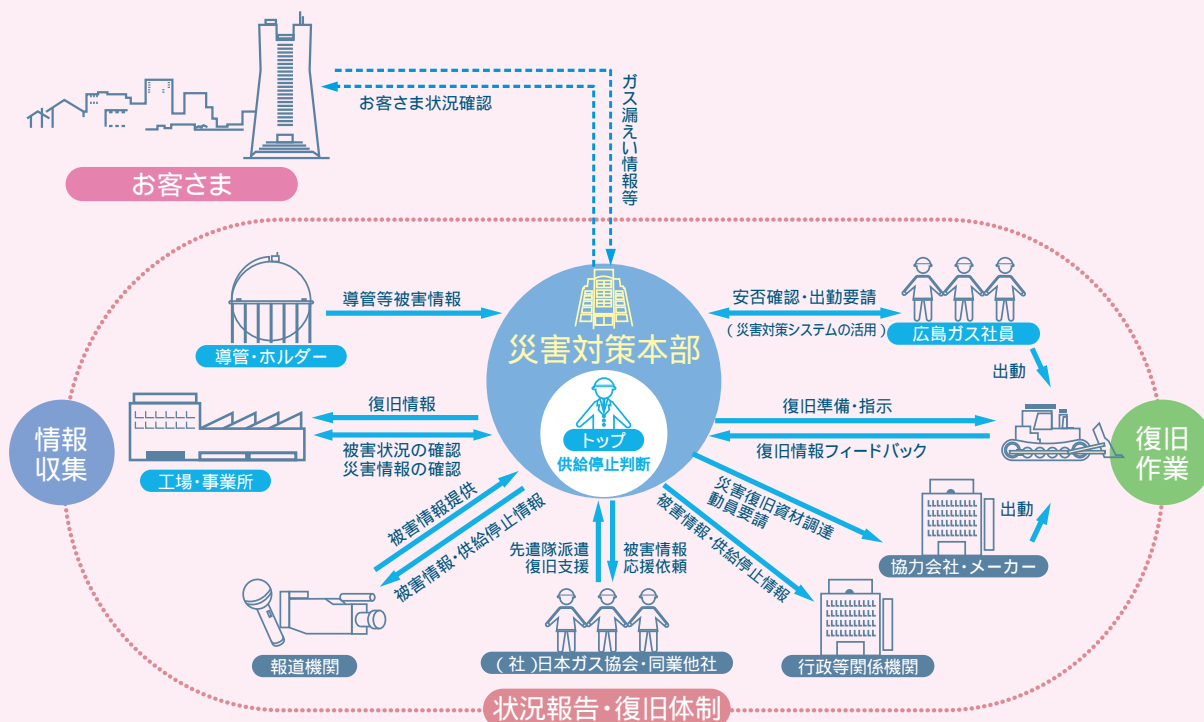 お客さま状況確認
ガス漏えい情報等
お客さま
導管等被害情報
導管・ホルダー
災害対策本部
トップ
供給停止判断
安否確認・出勤要請
(災害対策システムの活用)
広島ガス社員
出動
情報
収集
復旧情報
被害状況の確認
災害情報の確認
工場・事業所
復旧準備・指示
復旧情報フィードバック
復旧
作業
被害情報提供
被害情報・供給停止情報
報道機関
先遣隊派遣
復旧支援
被害情報
応援依頼
(社)日本ガス協会・同業他社
被害情報・供給停止情報
行政等関係機関
災害復旧資材調達
動員要請
出動
協力会社・メーカー
状況報告・復旧体制